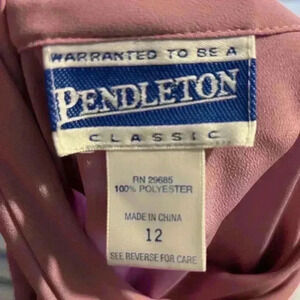 WARRANTED TO BE A
PENDLETON
CLASSIC
RN 29685
100% POLYESTER
MADE IN CHINA
12
SEE REVERSE FOR CARE